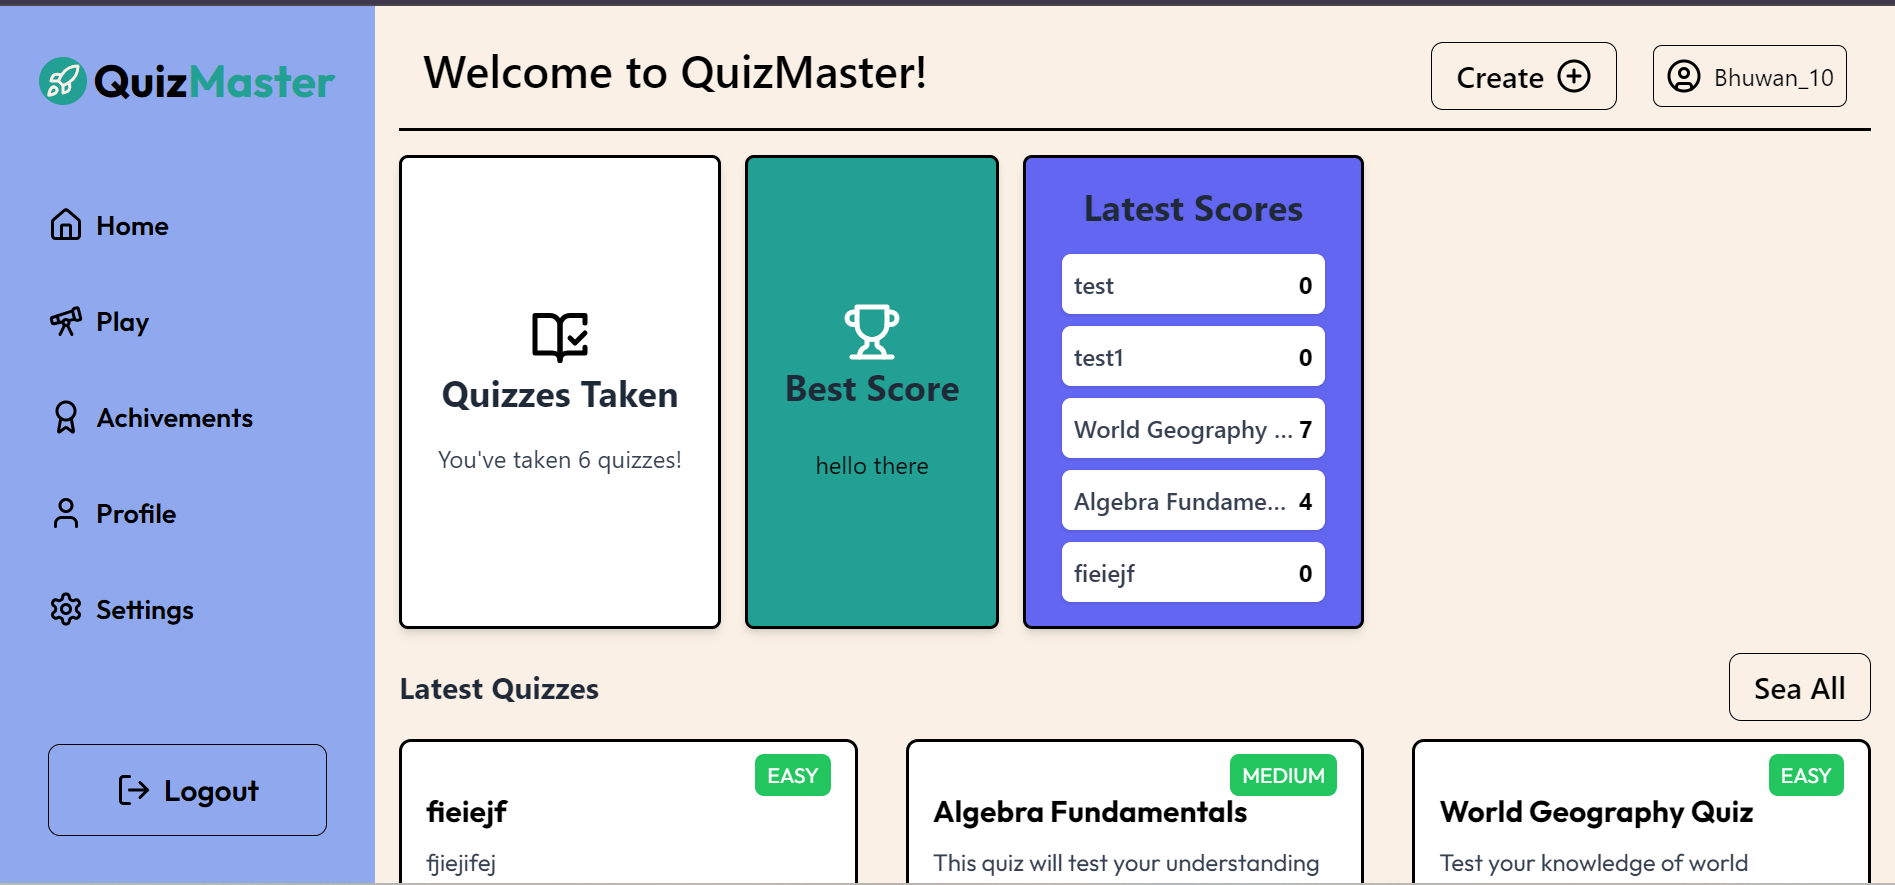 QuizMaster
Home
Play
Achivements
Profile
Settings
Logout
Welcome to QuizMaster!
Create
Bhuwan_10
Quizzes Taken
You've taken 6 quizzes!
Best Score
hello there
Latest Scores
test 0
test1 0
World Geography ... 7
Algebra Fundame... 4
fieiejf 0
Latest Quizzes
Sea All
EASY
fieiejf
fjiejifej
MEDIUM
Algebra Fundamentals
This quiz will test your understanding
EASY
World Geography Quiz
Test your knowledge of world